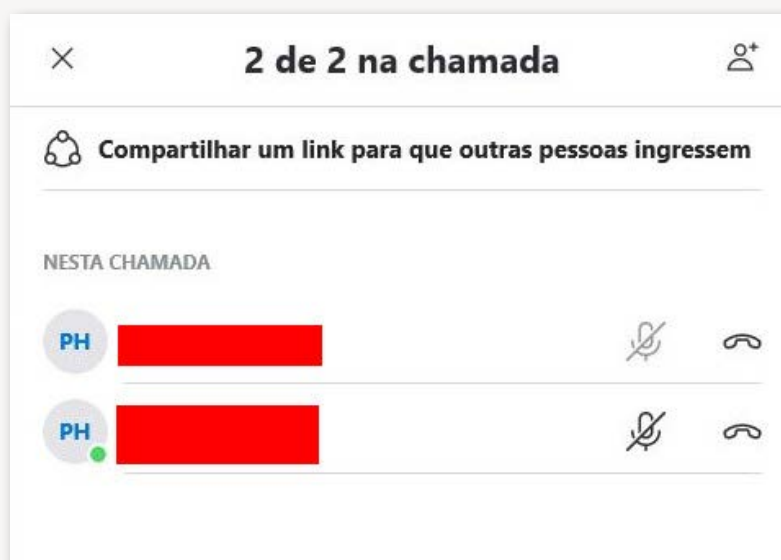 2 de 2 na chamada
Compartilhar um link para que outras pessoas ingressem
NESTA CHAMADA
PH
PH